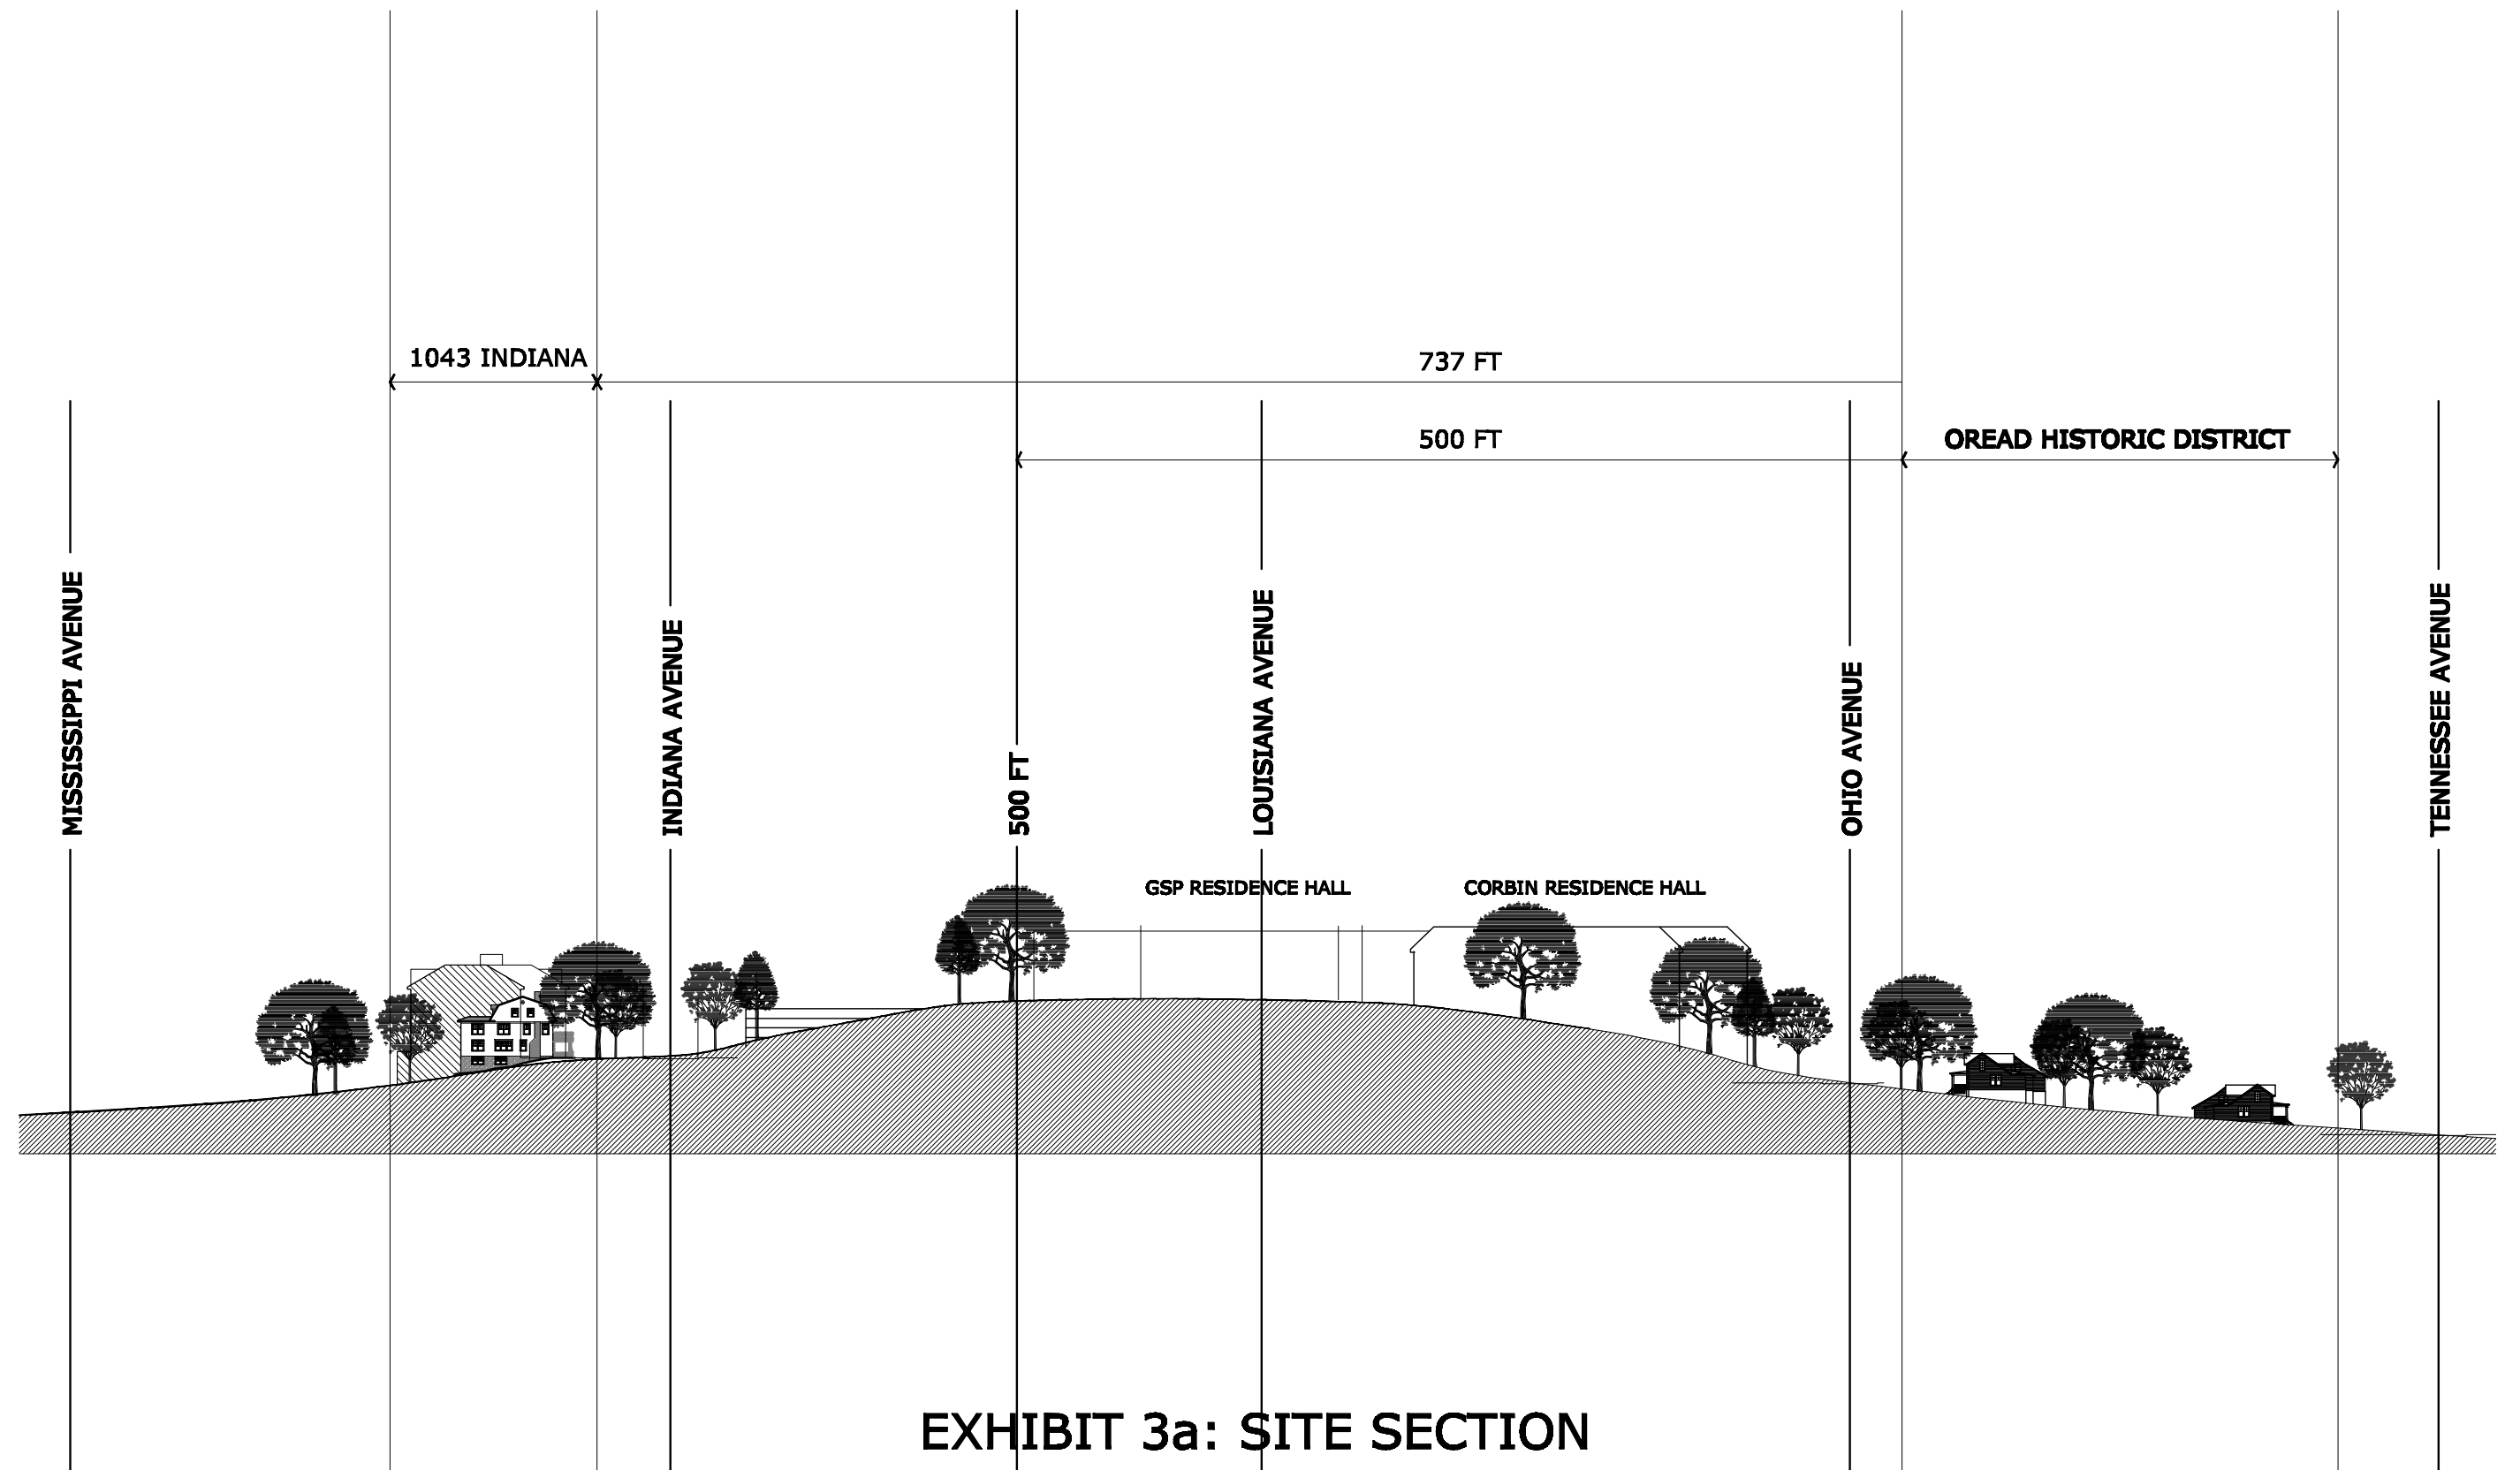 1043 INDIANA
737 FT
500 FT
OREAD HISTORIC DISTRICT
MISSISSIPPI AVENUE
INDIANA AVENUE
500 FT
LOUISIANA AVENUE
OHIO AVENUE
TENNESSEE AVENUE
GSP RESIDENCE HALL
CORBIN RESIDENCE HALL
EXHIBIT 3a: SITE SECTION